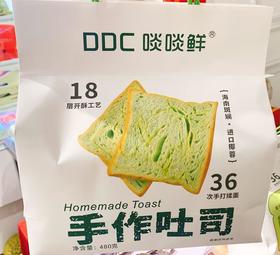 DDC 啖啖鲜®
18
层开酥工艺
海南斑斓·进口椰蓉
36
次手打揉面
Homemade Toast
手作吐司
净含量:480克